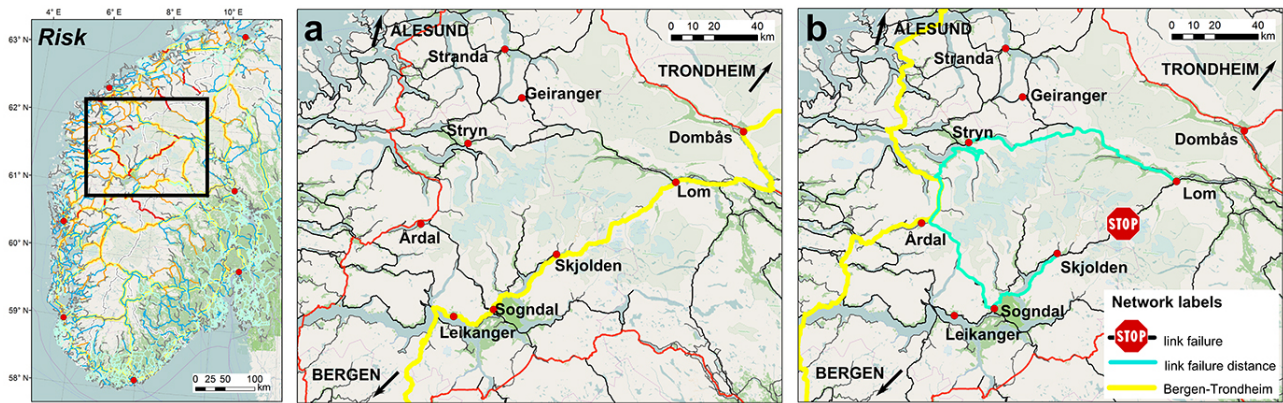 4° E 6° E 8° E 10° E
63° N
62° N
61° N
60° N
59° N
58° N
Risk
0 25 50 100
km
a
0 20 40
km
ÅLESUND
Stranda
TRONDHEIM
Geiranger
Stryn
Dombås
Lom
Årdal
Skjolden
Sogndal
Leikanger
BERGEN
b
0 20 40
km
ÅLESUND
Stranda
TRONDHEIM
Geiranger
Stryn
Dombås
Lom
Årdal
STOP
Skjolden
Sogndal
Leikanger
BERGEN
Network labels
STOP link failure
link failure distance
Bergen-Trondheim